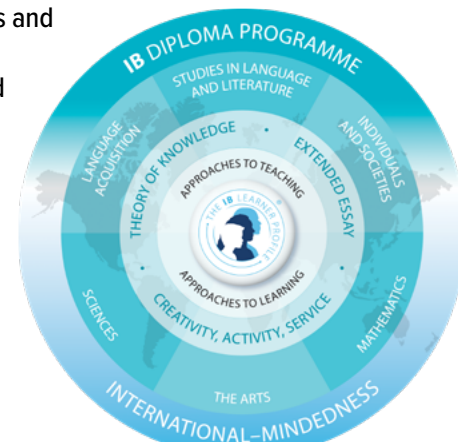 s and
d
IB DIPLOMA PROGRAMME
STUDIES IN LANGUAGE
AND LITERATURE
LANGUAGE
ACQUISITION
INDIVIDUALS
AND SOCIETIES
THEORY OF KNOWLEDGE
EXTENDED ESSAY
APPROACHES TO TEACHING
THE IB LEARNER PROFILE
APPROACHES TO LEARNING
CREATIVITY, ACTIVITY, SERVICE
SCIENCES
MATHEMATICS
THE ARTS
INTERNATIONAL–MINDEDNESS